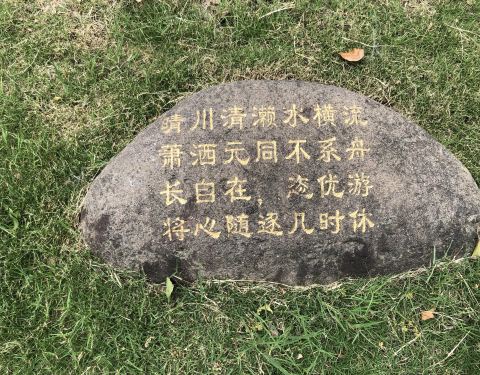 晴川清濑水横流
萧洒元同不系舟
长自在，恣优游
将心随逐几时休